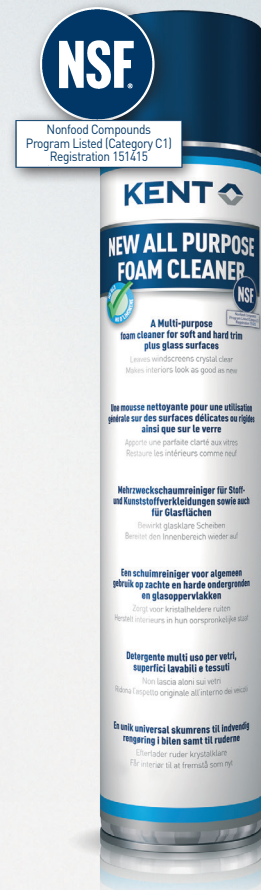 NSF®
Nonfood Compounds
Program Listed (Category C1)
Registration 151415
KENT
NEW ALL PURPOSE
FOAM CLEANER
NSF
A Multi-purpose
foam cleaner for soft and hard trim
plus glass surfaces
Leaves windscreens crystal clear
Makes interiors look as good as new
Une mousse nettoyante pour une utilisation
générale sur des surfaces délicates ou rigides
ainsi que sur le verre
Apporte une parfaite clarté aux vitres
Restaure les intérieurs comme neuf
Mehrzweckschaumreiniger für Stoff-
und Kunststoffverkleidungen sowie auch
für Glasflächen
Bewirkt glasklare Scheiben
Bereitet den Innenbereich wieder auf
Een schuimreiniger voor algemeen
gebruik op zachte en harde ondergronden
en glasoppervlakken
Zorgt voor kristalheldere ruiten
Herstelt interieurs in hun oorspronkelijke staat
Detergente multi uso per vetri,
superfici lavabili e tessuti
Non lascia aloni sui vetri
Ridona l'aspetto originale all'interno dei veicoli
En unik universal skumrens til indvendig
rengøring i bilen samt til ruderne
Efterlader ruder krystalklare
Får interiør til at fremstå som nyt